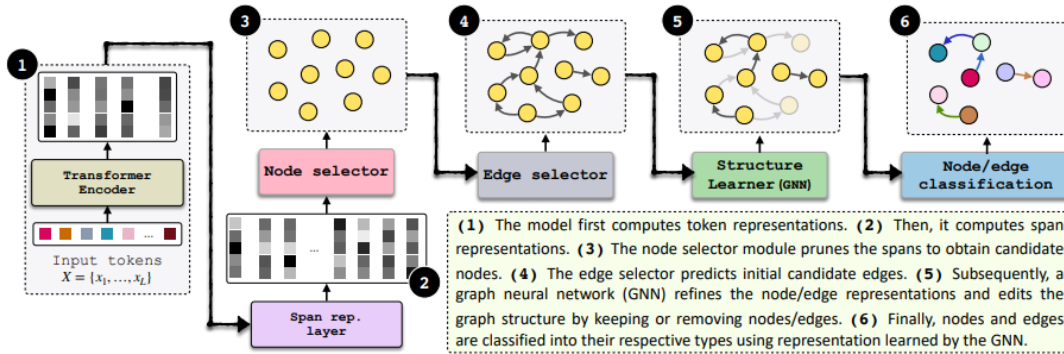 1
Transformer
Encoder
...
Input tokens
X = {x1,...,xL}
Span rep.
layer
2
...
3
Node selector
4
Edge selector
5
Structure
Learner (GNN)
6
Node/edge
classification
(1) The model first computes token representations. (2) Then, it computes span
representations. (3) The node selector module prunes the spans to obtain candidate
nodes. (4) The edge selector predicts initial candidate edges. (5) Subsequently, a
graph neural network (GNN) refines the node/edge representations and edits the
graph structure by keeping or removing nodes/edges. (6) Finally, nodes and edges
are classified into their respective types using representation learned by the GNN.